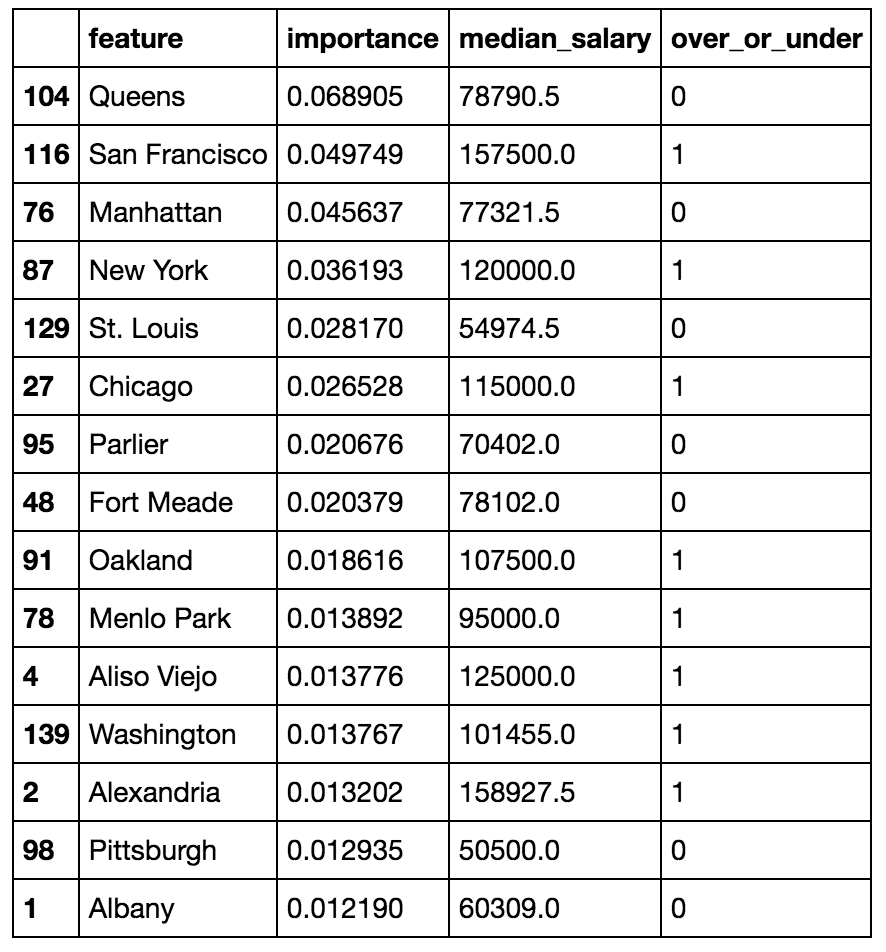 feature importance median_salary over_or_under
104 Queens 0.068905 78790.5 0
116 San Francisco 0.049749 157500.0 1
76 Manhattan 0.045637 77321.5 0
87 New York 0.036193 120000.0 1
129 St. Louis 0.028170 54974.5 0
27 Chicago 0.026528 115000.0 1
95 Parlier 0.020676 70402.0 0
48 Fort Meade 0.020379 78102.0 0
91 Oakland 0.018616 107500.0 1
78 Menlo Park 0.013892 95000.0 1
4 Aliso Viejo 0.013776 125000.0 1
139 Washington 0.013767 101455.0 1
2 Alexandria 0.013202 158927.5 1
98 Pittsburgh 0.012935 50500.0 0
1 Albany 0.012190 60309.0 0